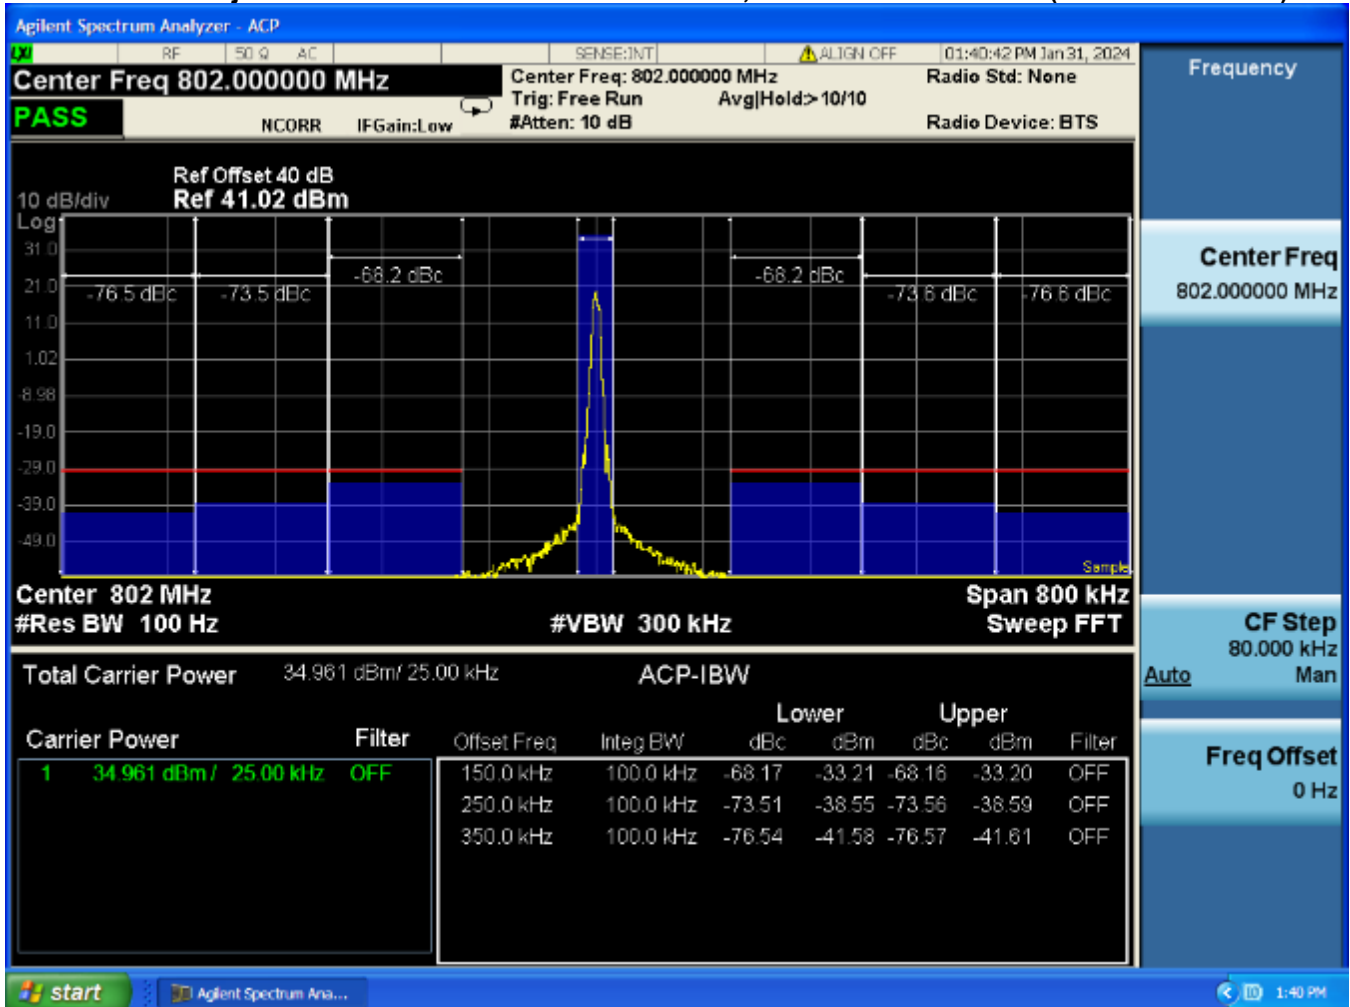 Agilent Spectrum Analyzer - ACP
LXI RF 50 Ω AC SENSE:INT ALIGN OFF 01:40:42 PM Jan 31, 2024
Center Freq 802.000000 MHz Center Freq: 802.000000 MHz Radio Std: None
Trig: Free Run Avg|Hold:>10/10
PASS NCORR IFGain:Low #Atten: 10 dB Radio Device: BTS
Ref Offset 40 dB
10 dB/div Ref 41.02 dBm
Log
31.0
21.0
11.0
1.02
-8.98
-19.0
-29.0
-39.0
-49.0
-76.5 dBc -73.5 dBc -68.2 dBc -68.2 dBc -73.6 dBc -76.6 dBc
Sample
Center 802 MHz Span 800 kHz
#Res BW 100 Hz #VBW 300 kHz Sweep FFT
Total Carrier Power 34.961 dBm/ 25.00 kHz ACP-IBW
Lower Upper
Carrier Power Filter Offset Freq Integ BW dBc dBm dBc dBm Filter
1 34.961 dBm / 25.00 kHz OFF 150.0 kHz 100.0 kHz -68.17 -33.21 -68.16 -33.20 OFF
250.0 kHz 100.0 kHz -73.51 -38.55 -73.56 -38.59 OFF
350.0 kHz 100.0 kHz -76.54 -41.58 -76.57 -41.61 OFF
Frequency
Center Freq
802.000000 MHz
CF Step
80.000 kHz
Auto Man
Freq Offset
0 Hz
start Agilent Spectrum Ana... 1:40 PM